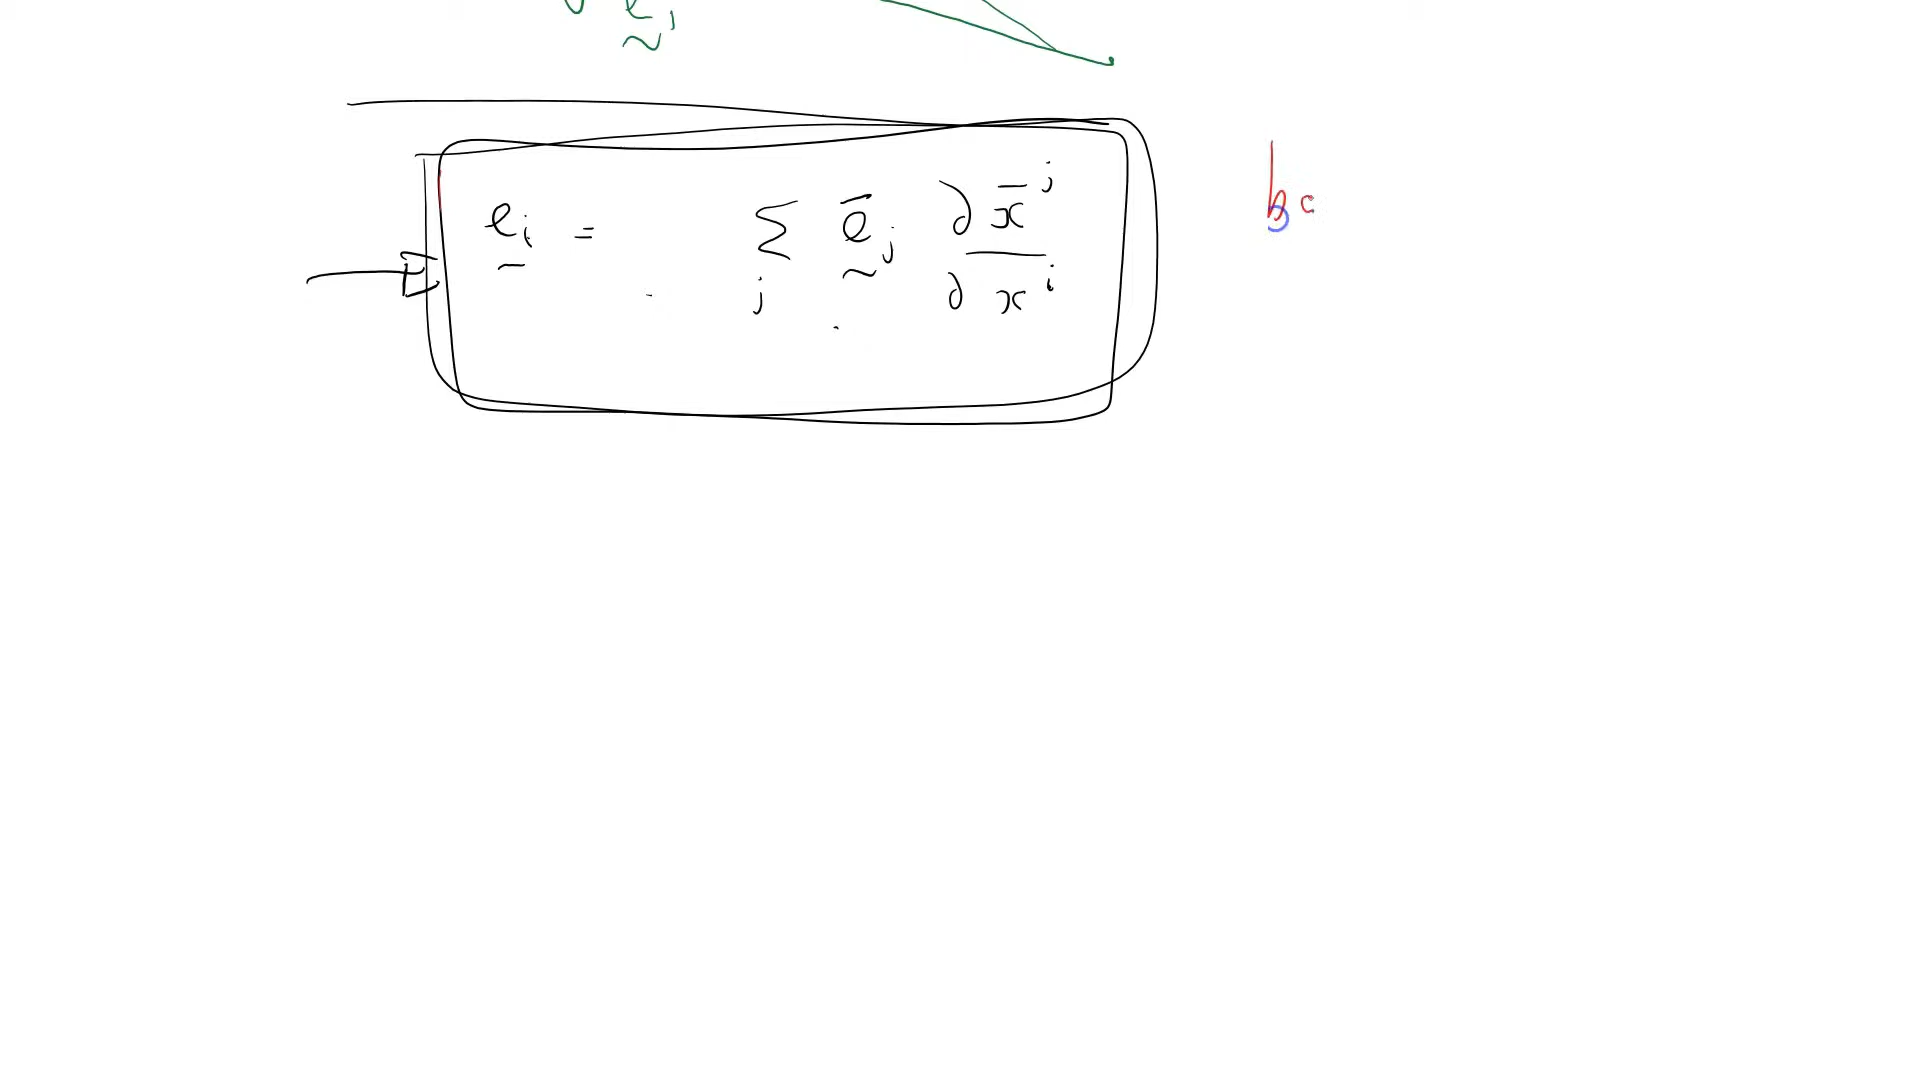 e_i = Σ_j ē_j ∂x̄^j / ∂x^i